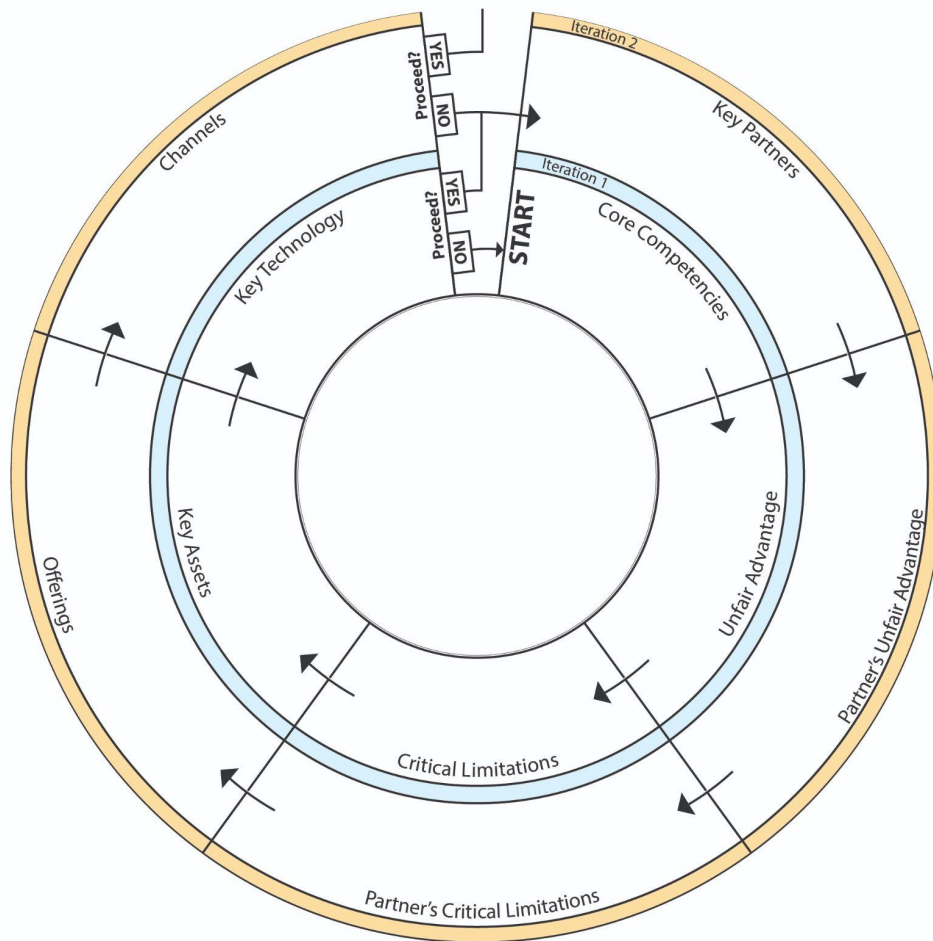 START
Iteration 1
Core Competencies
Unfair Advantage
Critical Limitations
Key Assets
Key Technology
Proceed?
YES
NO
Iteration 2
Key Partners
Partner's Unfair Advantage
Partner's Critical Limitations
Offerings
Channels
Proceed?
YES
NO